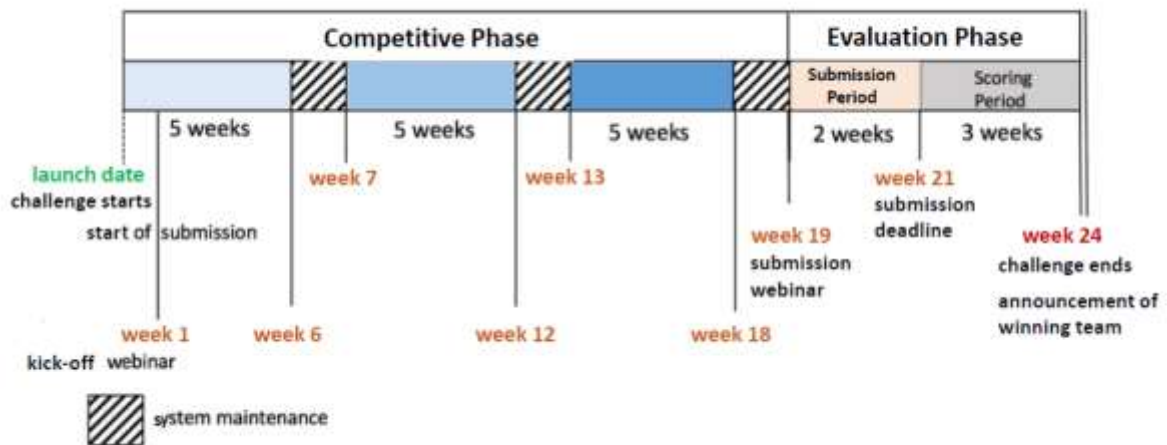 Competitive Phase
Evaluation Phase
Submission
Period
Scoring
Period
5 weeks
5 weeks
5 weeks
2 weeks
3 weeks
launch date
challenge starts
start of submission
week 7
week 13
week 21
submission
deadline
week 19
submission
webinar
week 24
challenge ends
announcement of
winning team
week 1
kick-off webinar
week 6
week 12
week 18
system maintenance